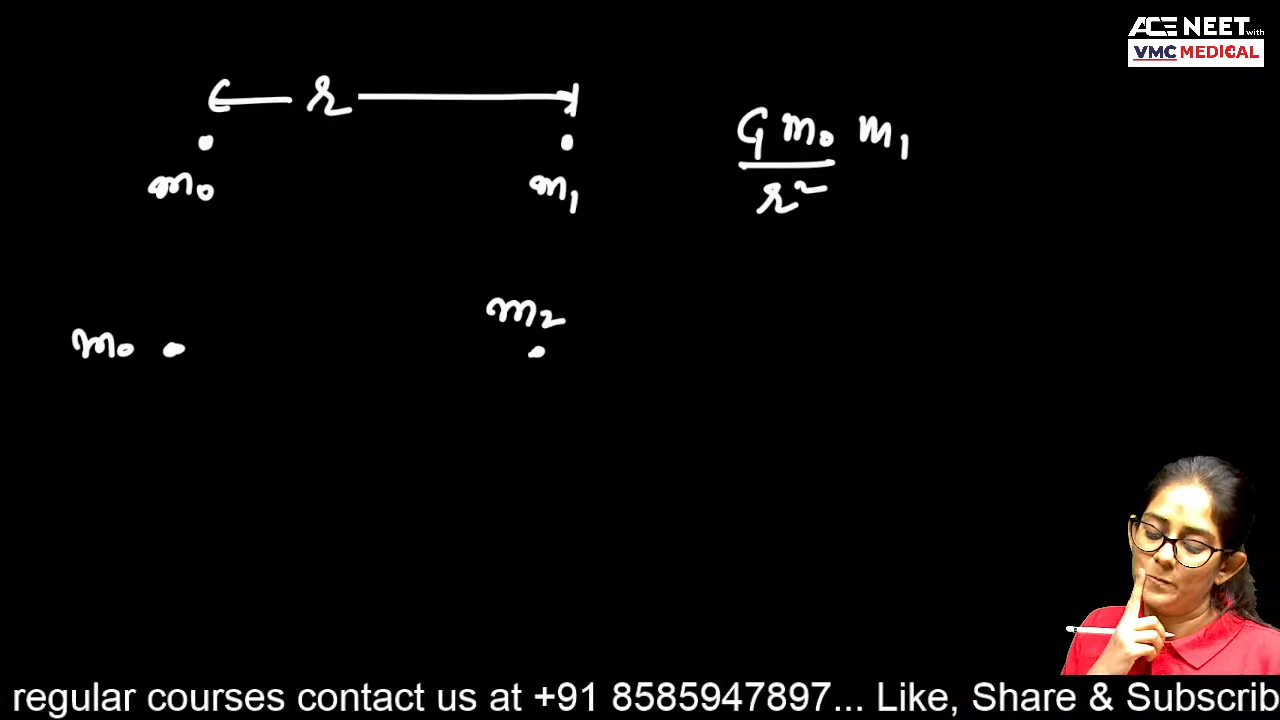 ACE NEET with
VMC MEDICAL
r
m₀ m₁
G m₀ m₁
r²
m₂
m₀
regular courses contact us at +91 8585947897... Like, Share & Subscrib